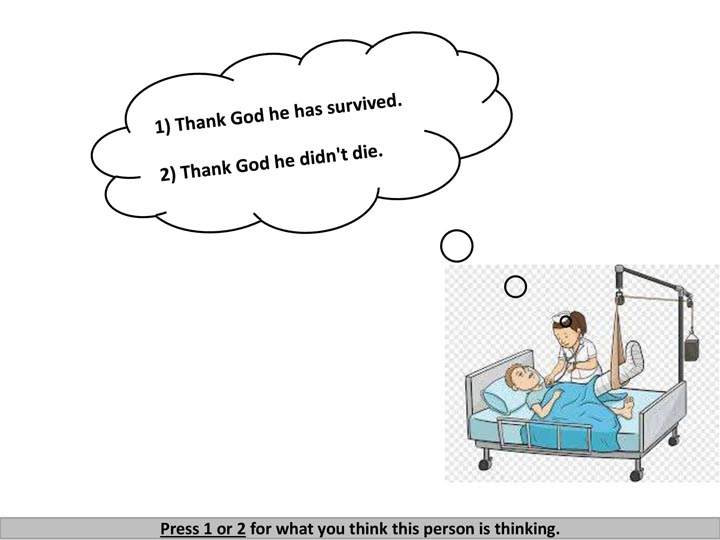 1) Thank God he has survived.
2) Thank God he didn't die.
Press 1 or 2 for what you think this person is thinking.